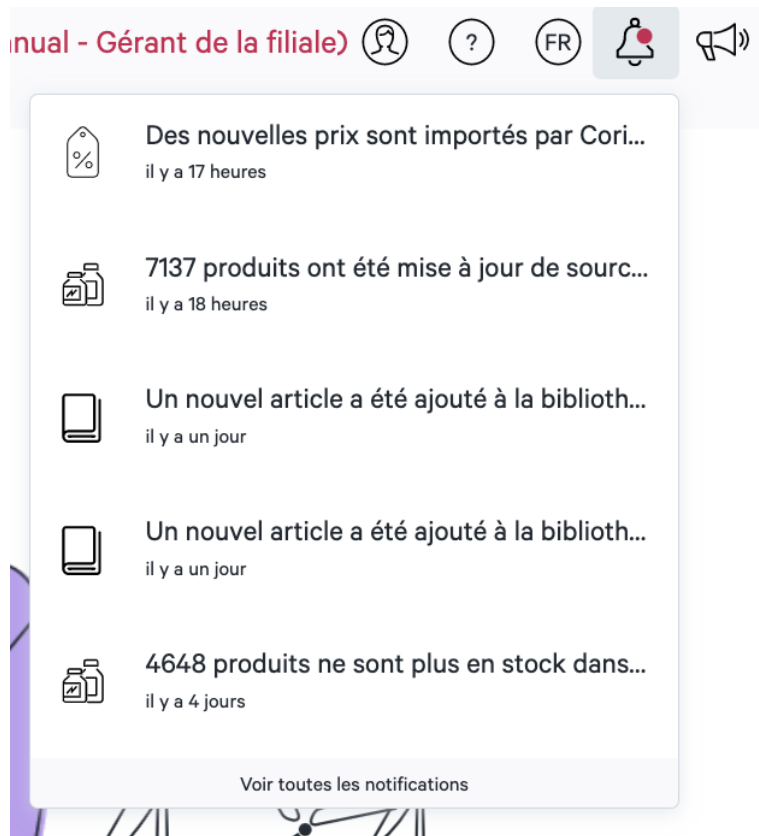 nual - Gérant de la filiale)
?
FR
Des nouvelles prix sont importés par Cori...
%
il y a 17 heures
7137 produits ont été mise à jour de sourc...
il y a 18 heures
Un nouvel article a été ajouté à la biblioth...
il y a un jour
Un nouvel article a été ajouté à la biblioth...
il y a un jour
4648 produits ne sont plus en stock dans...
il y a 4 jours
Voir toutes les notifications